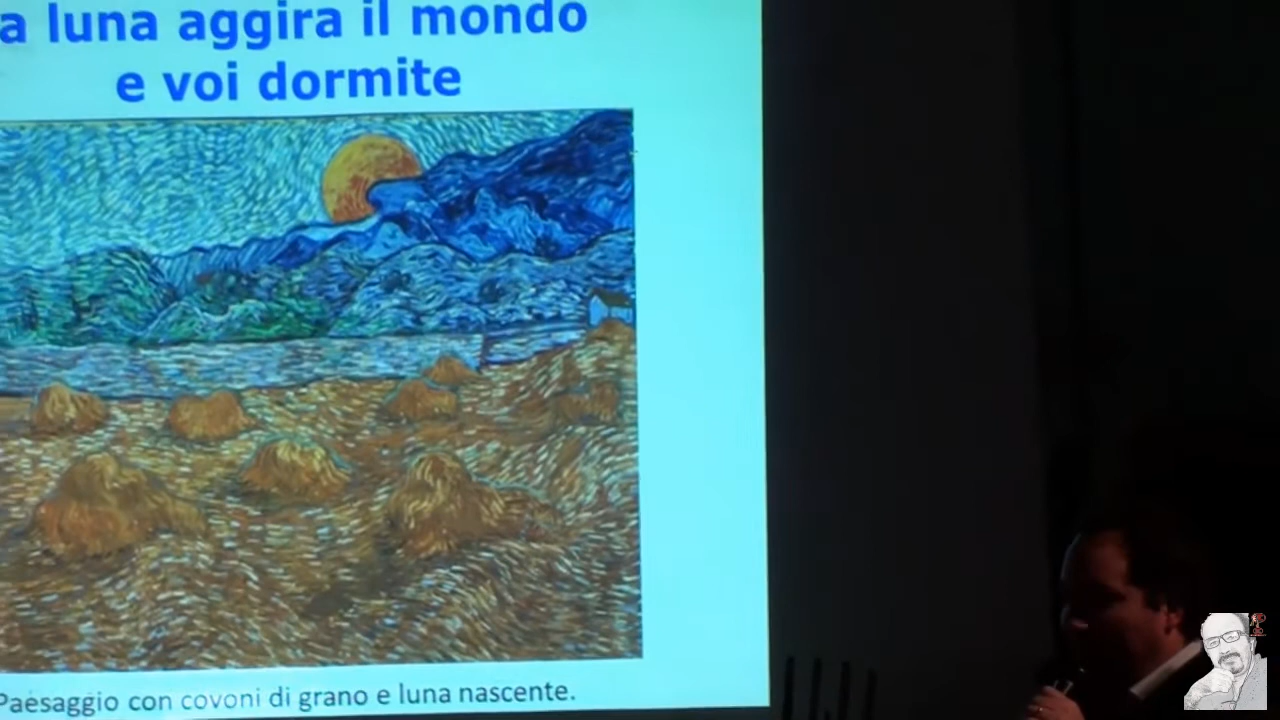 a luna aggira il mondo
e voi dormite
Paesaggio con covoni di grano e luna nascente.